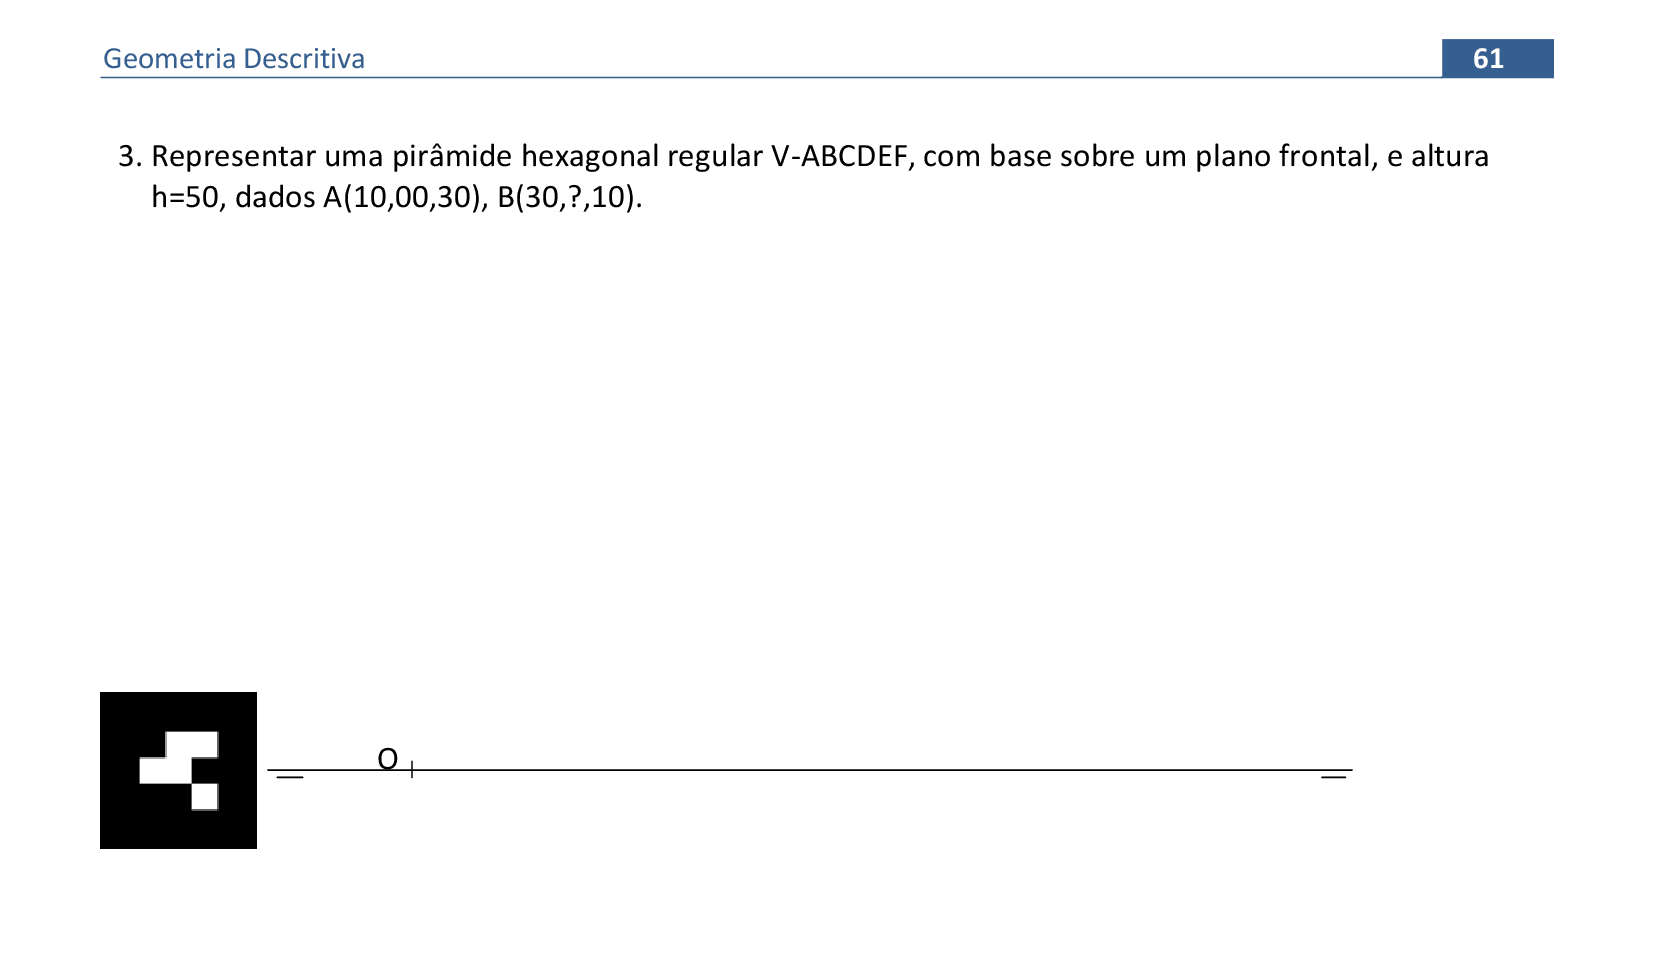 Geometria Descritiva 61
3. Representar uma pirâmide hexagonal regular V-ABCDEF, com base sobre um plano frontal, e altura
h=50, dados A(10,00,30), B(30,?,10).
O